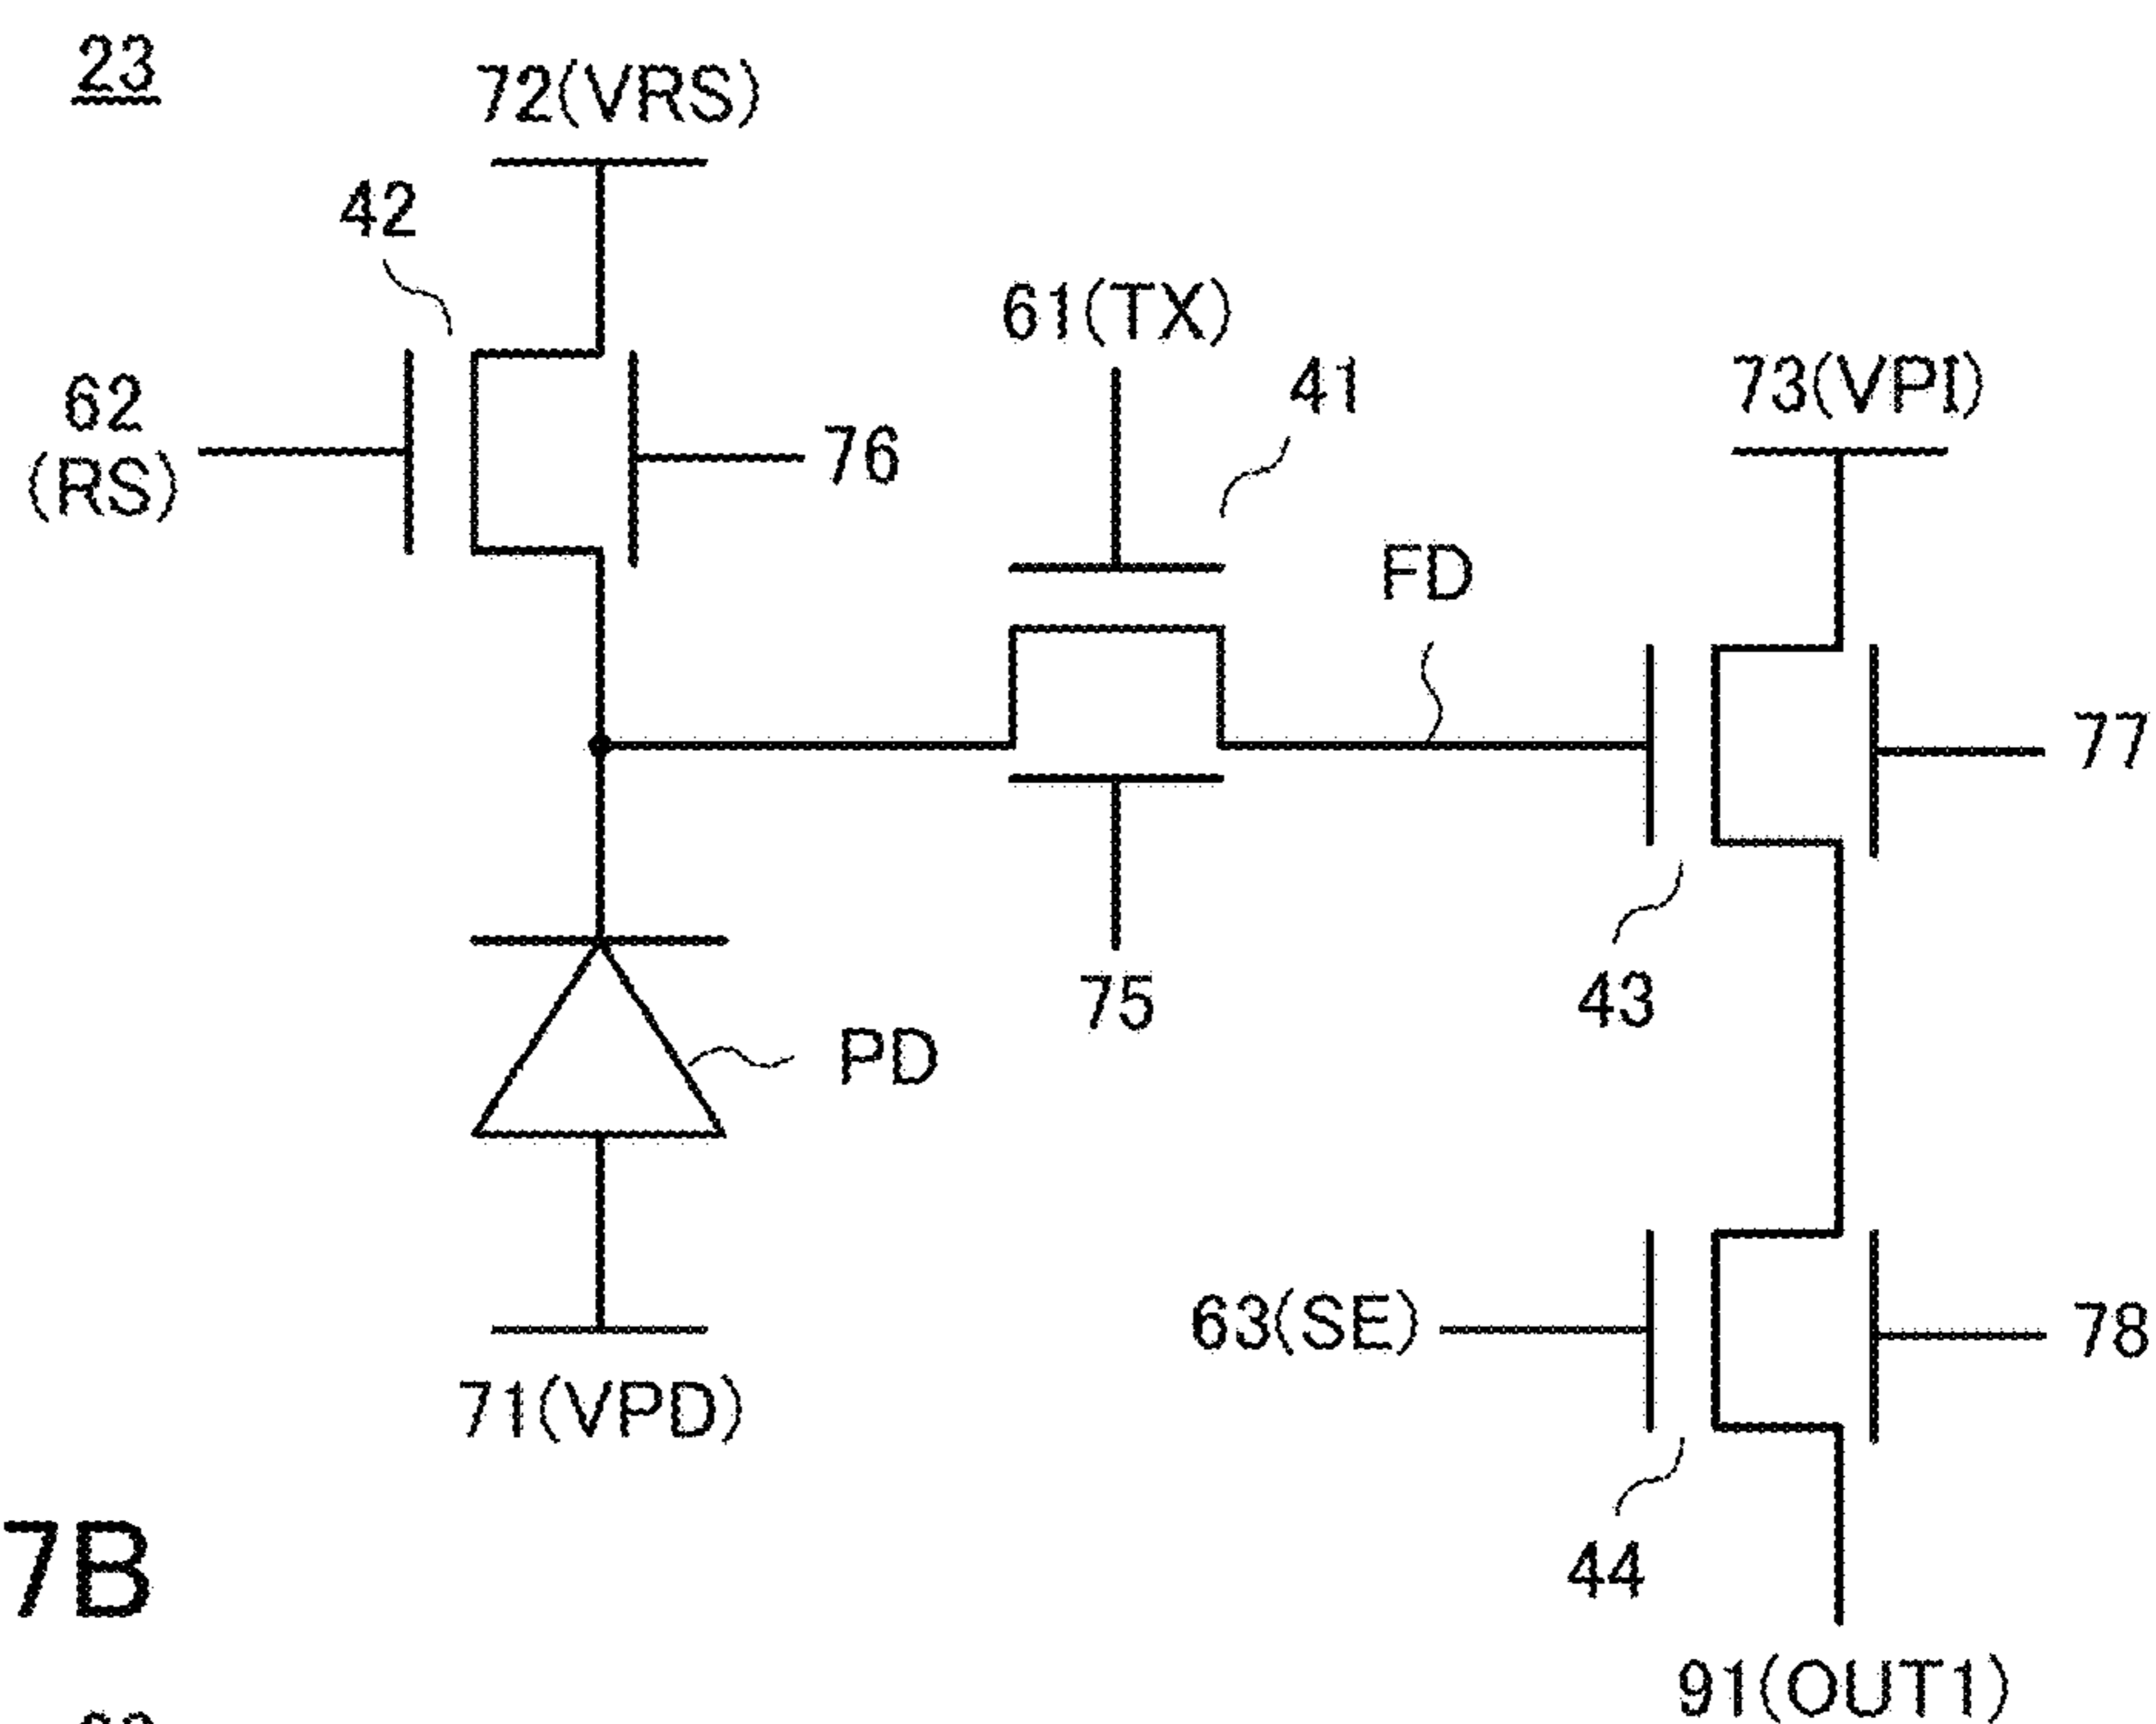 23
72(VRS)
42
61(TX)
41
73(VPI)
62
(RS)
76
FD
77
75
43
PD
63(SE)
78
71(VPD)
44
7B
91(OUT1)